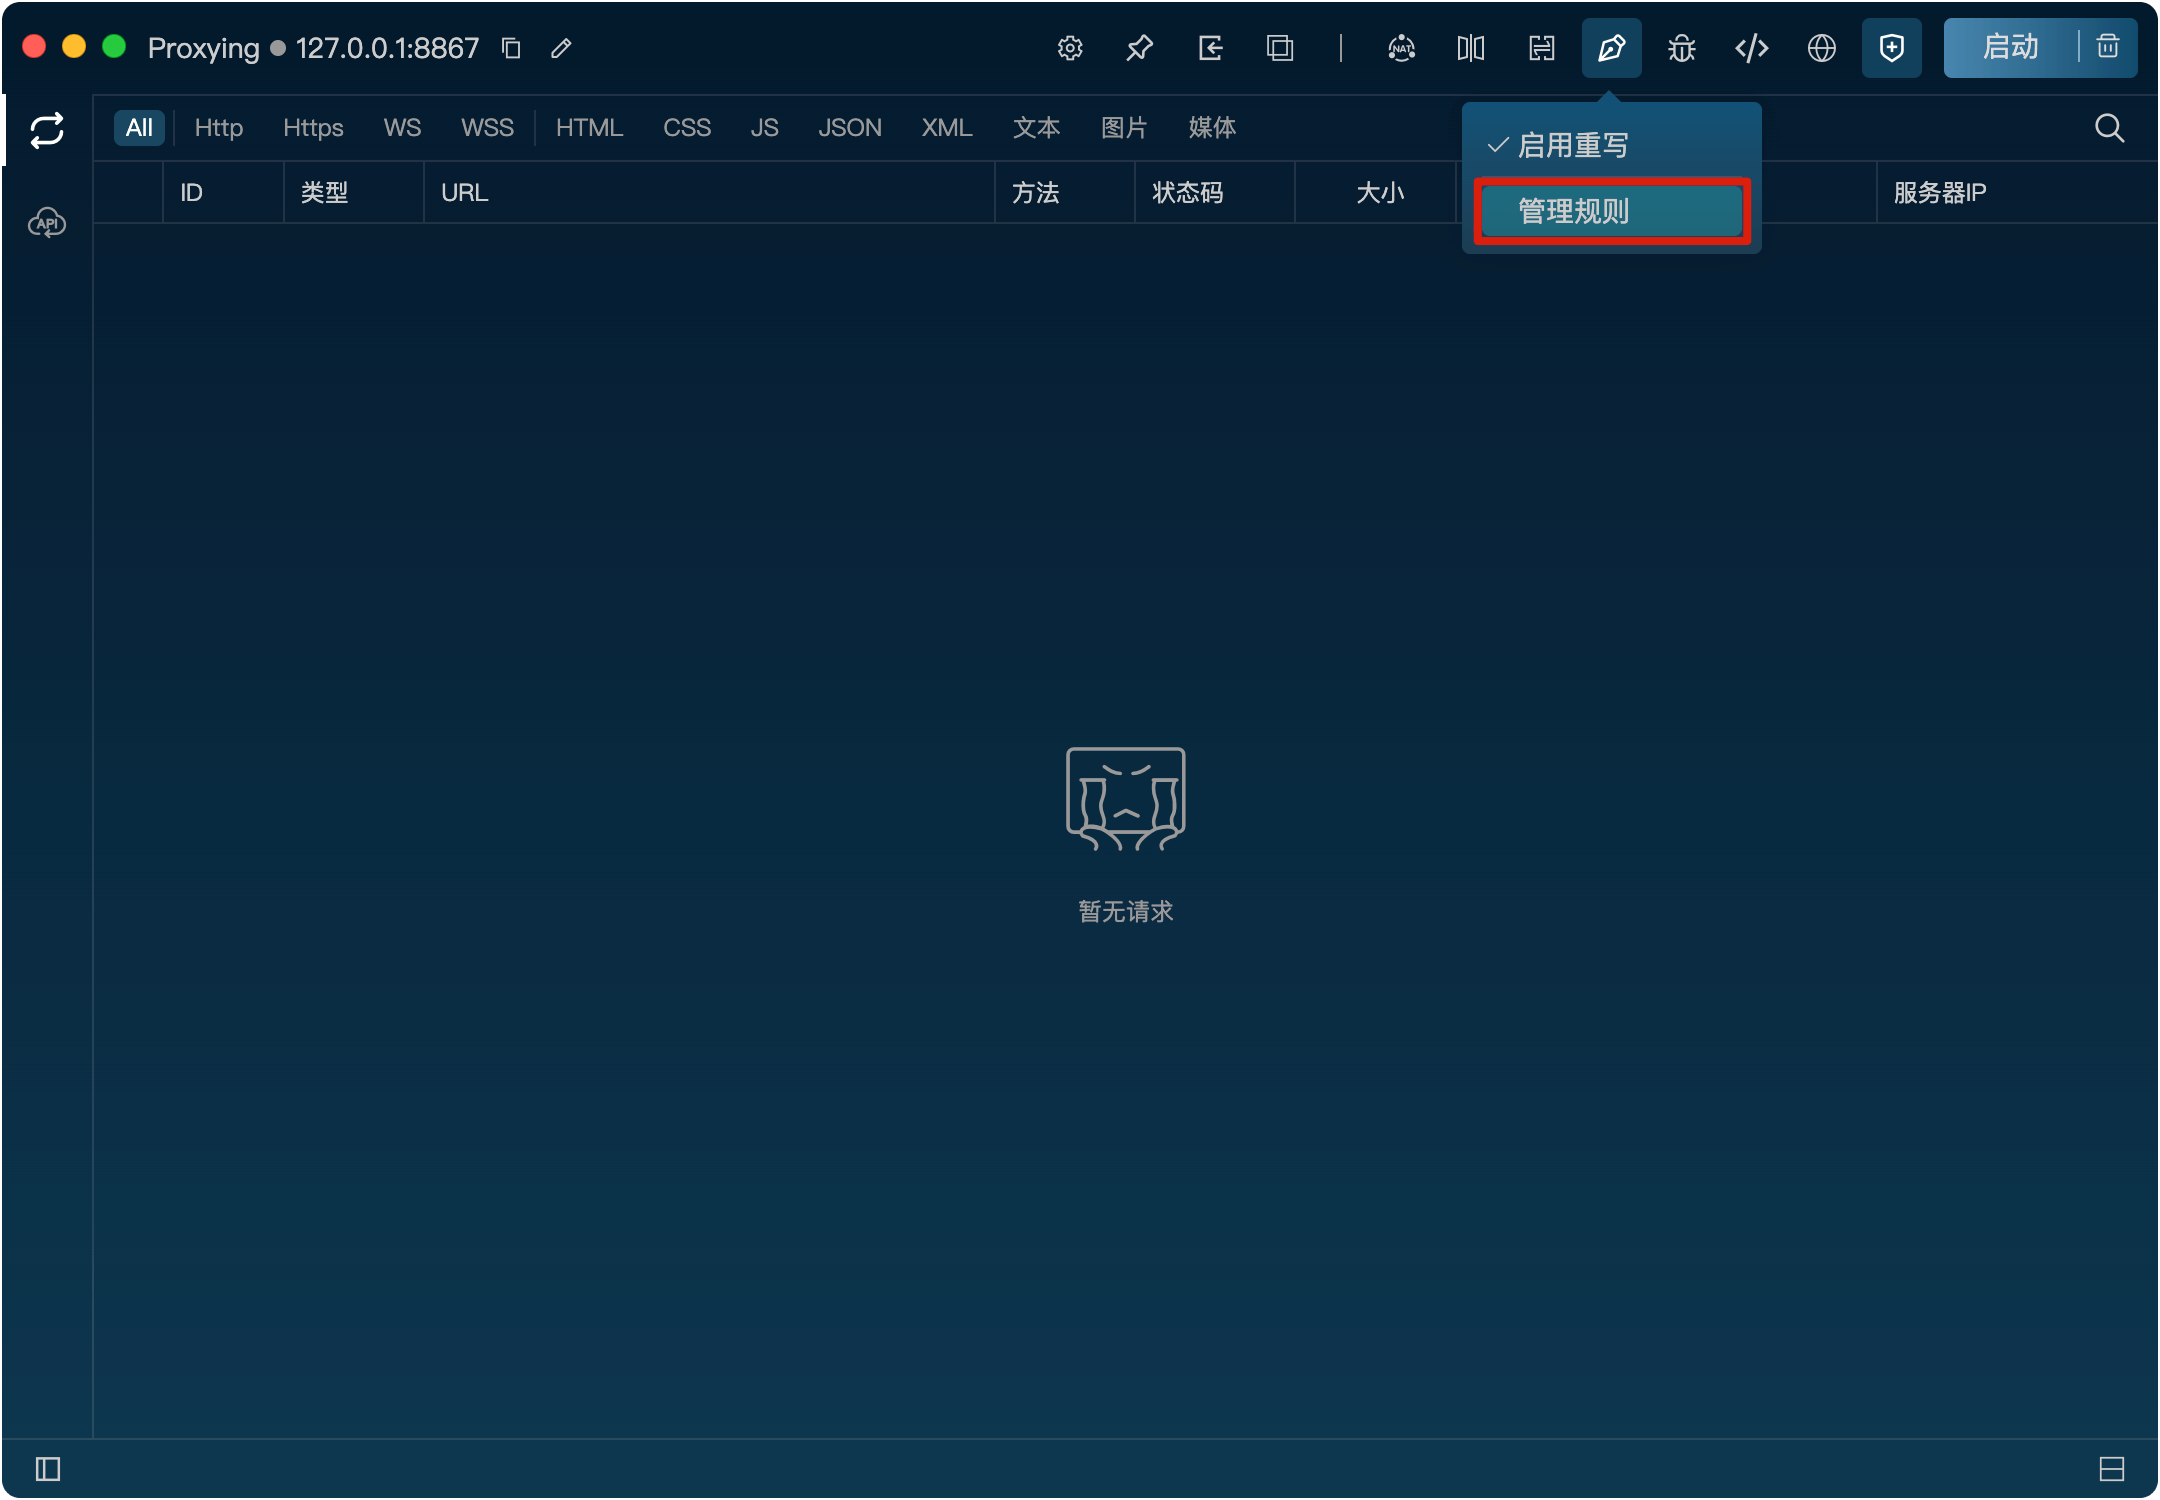 Proxying 127.0.0.1:8867
NAT
启动
All Http Https WS WSS HTML CSS JS JSON XML 文本 图片 媒体
启用重写
管理规则
ID 类型 URL 方法 状态码 大小 服务器IP
API
暂无请求